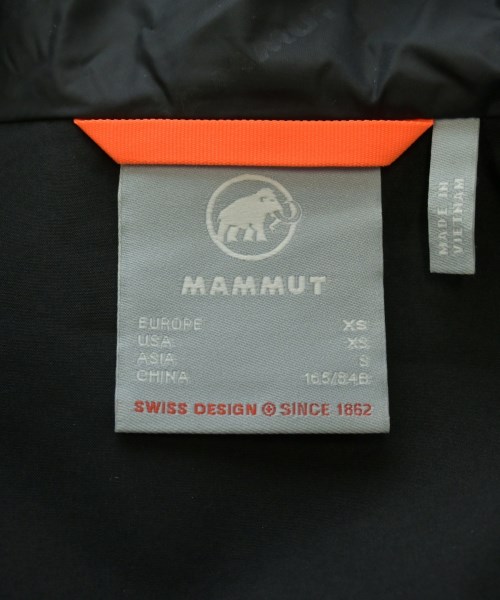 MAMMUT
EUROPE XS
USA XS
ASIA S
CHINA 165/84B
SWISS DESIGN SINCE 1862
MADE IN
VIETNAM